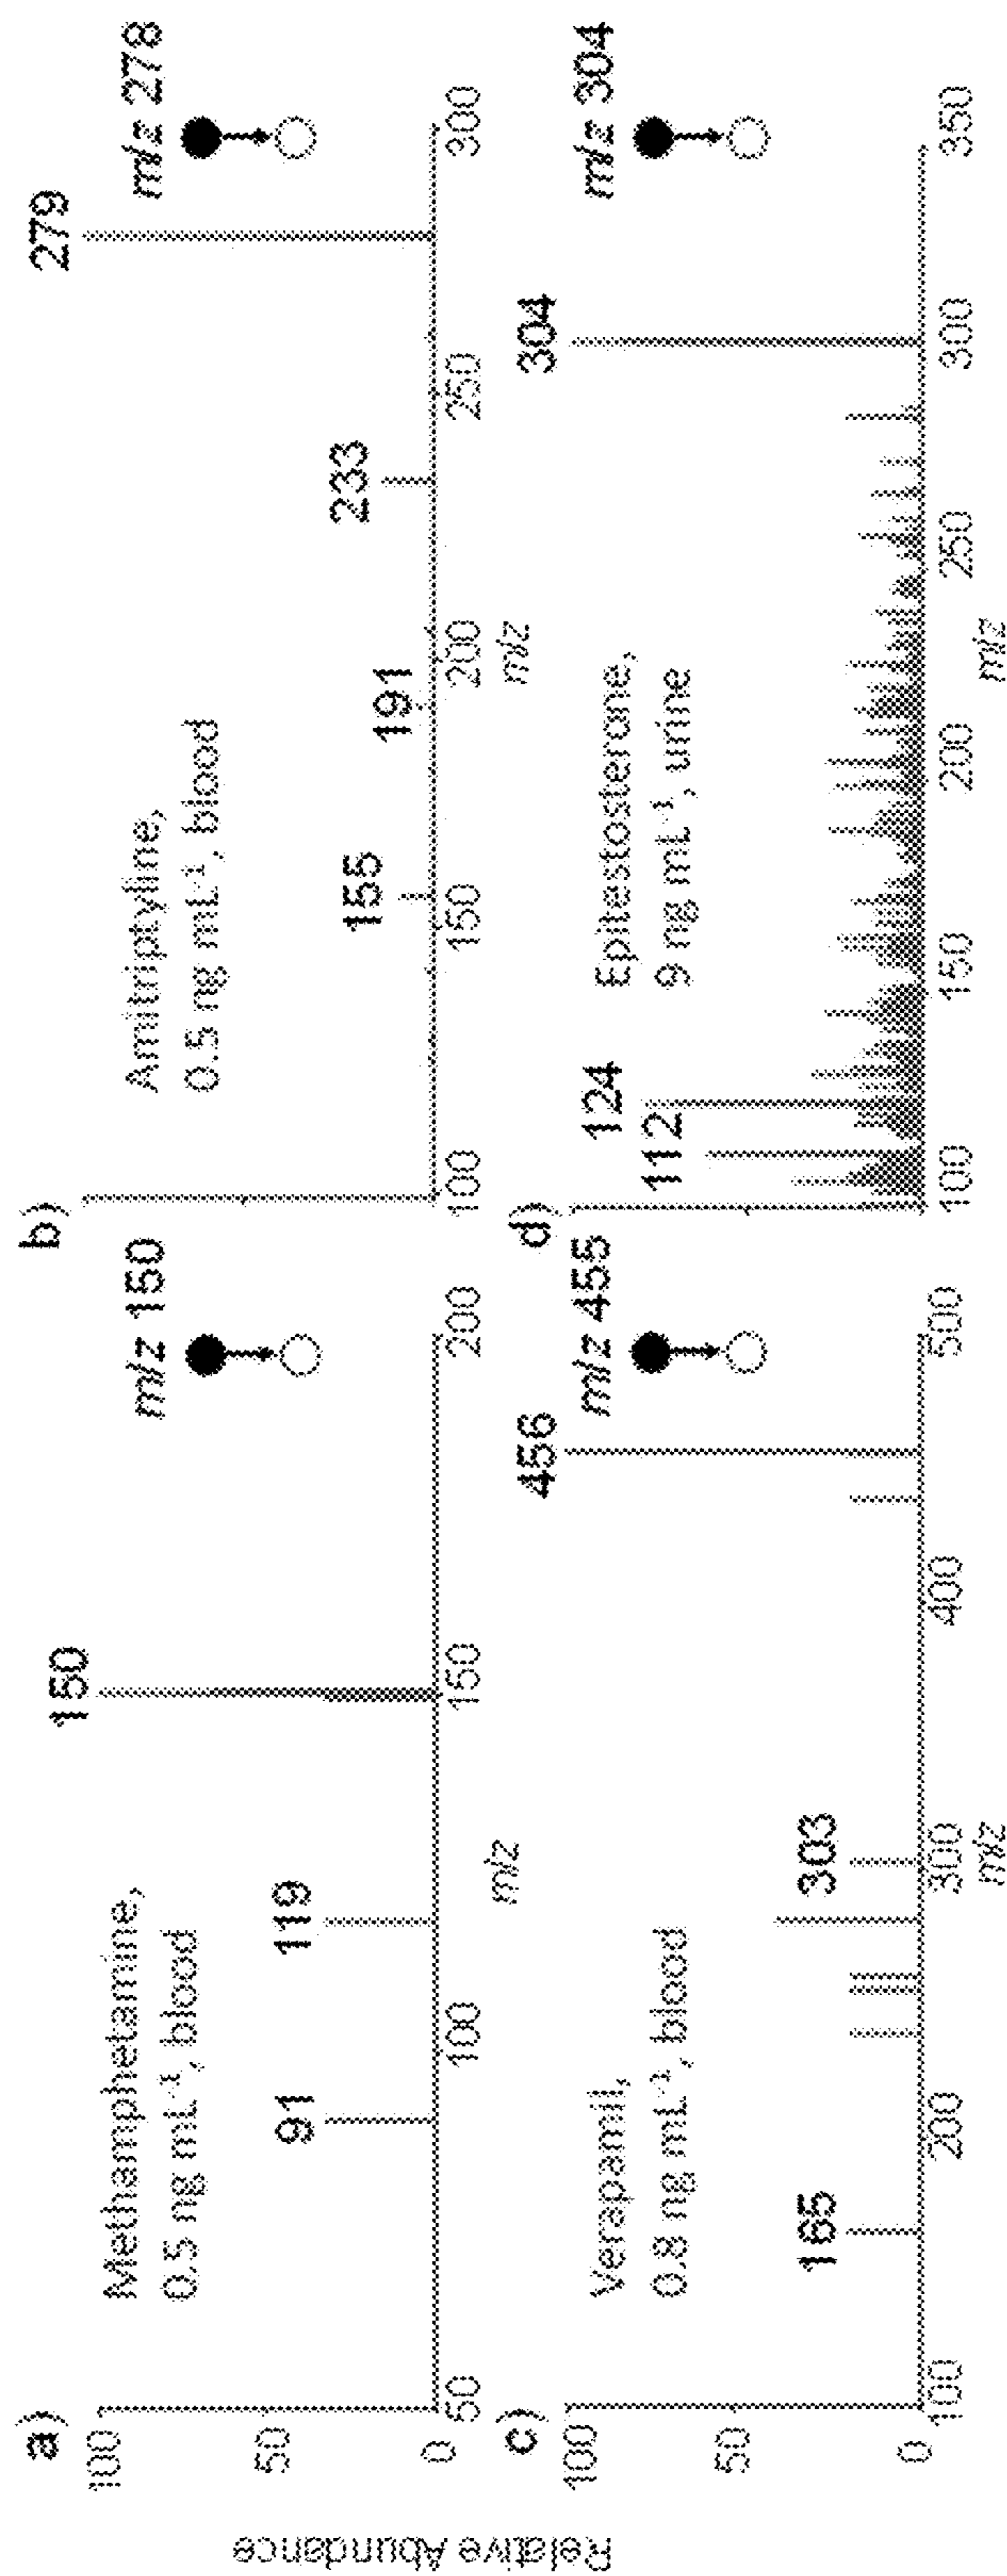 Relative Abundance
a)
m/z 150
Methamphetamine,
0.5 ng mL⁻¹, blood
150
119
91
100
50
0
50
100
150
200
m/z
b)
m/z 278
Amitriptyline,
0.5 ng mL⁻¹, blood
279
233
191
155
100
150
200
250
300
m/z
c)
m/z 455
Verapamil,
0.8 ng mL⁻¹, blood
456
303
165
100
50
0
100
200
300
400
500
m/z
d)
m/z 304
Epitestosterone,
9 ng mL⁻¹, urine
304
124
112
100
150
200
250
300
350
m/z